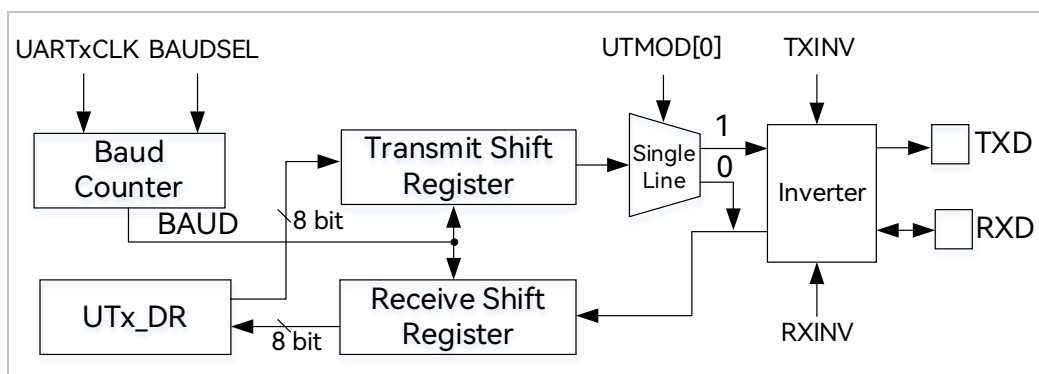 UARTxCLK BAUDSEL
UTMOD[0]
TXINV
Baud
Counter
Transmit Shift
Register
Single
Line
1
0
Inverter
TXD
RXD
BAUD
8 bit
UTx_DR
Receive Shift
Register
8 bit
RXINV